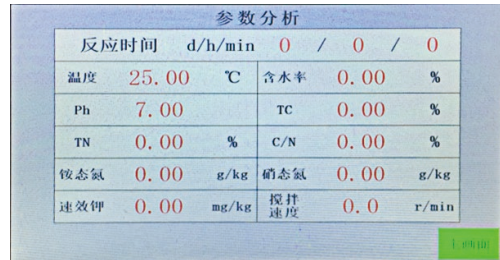 参数分析
反应时间 d/h/min 0 / 0 / 0
温度 25.00 ℃ 含水率 0.00 %
Ph 7.00 TC 0.00 %
TN 0.00 % C/N 0.00 %
铵态氮 0.00 g/kg 硝态氮 0.00 g/kg
速效钾 0.00 mg/kg 搅拌速度 0.0 r/min
主画面